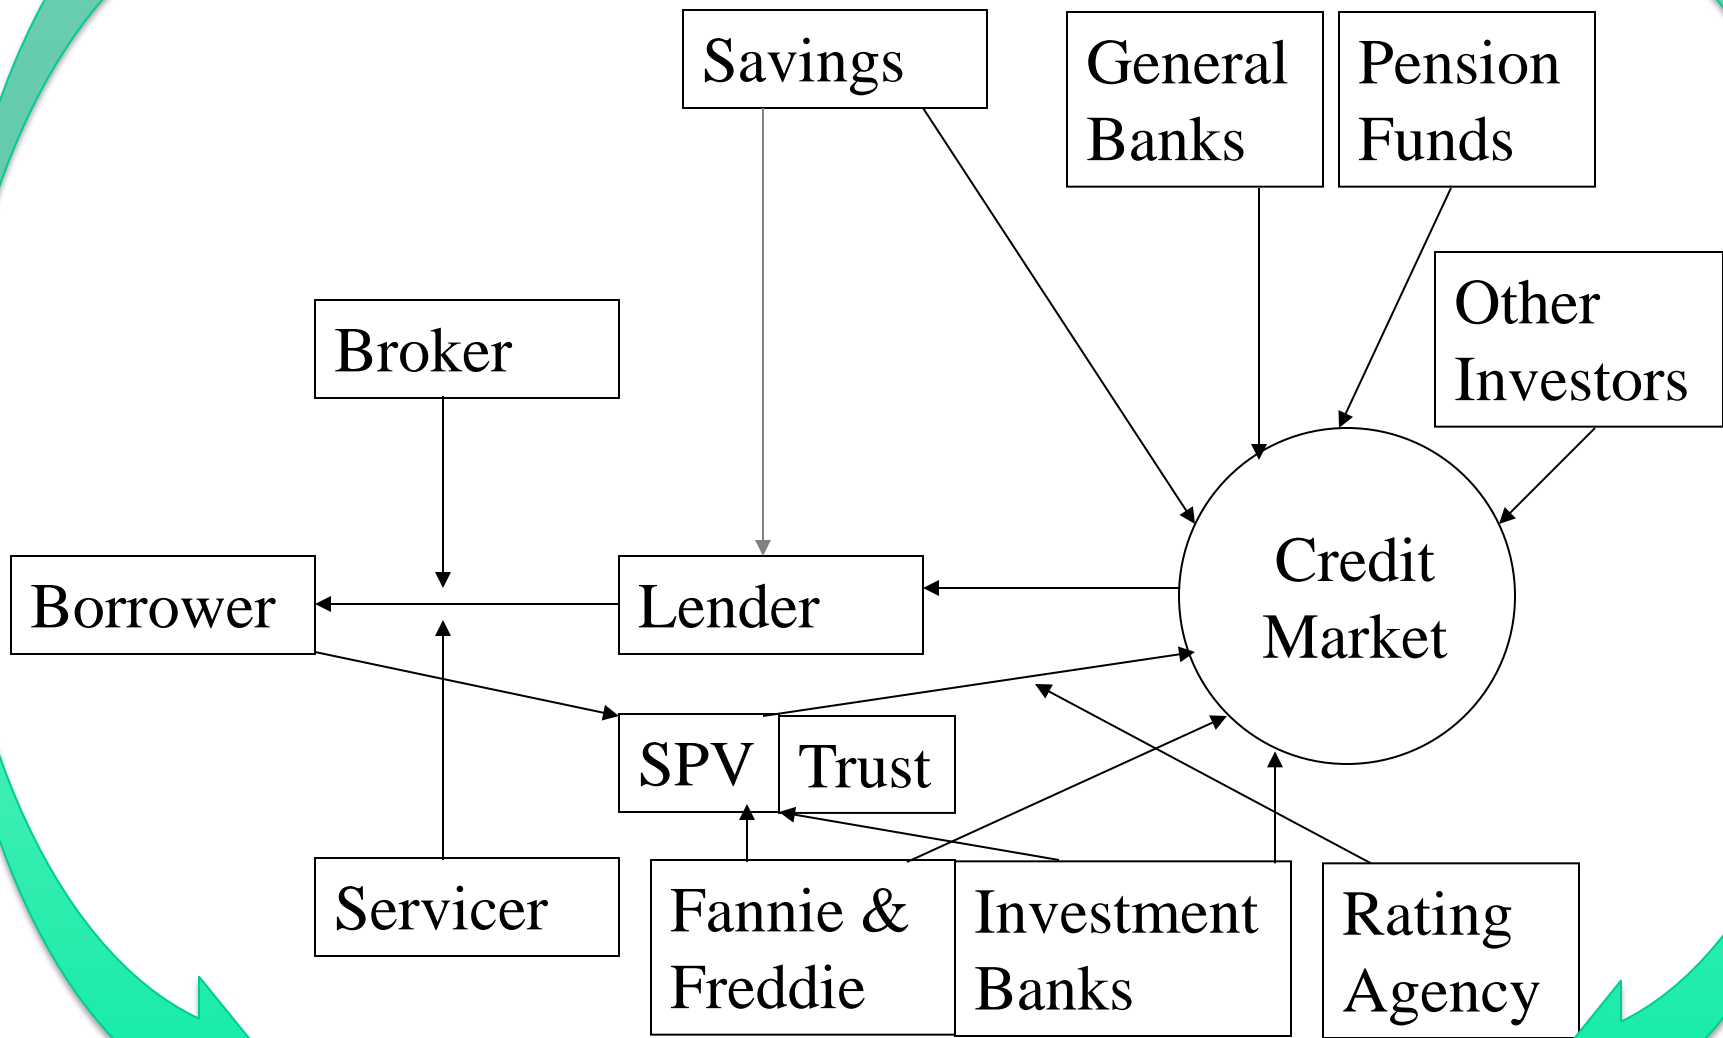 Savings
General
Banks
Pension
Funds
Other
Investors
Broker
Borrower
Lender
Credit
Market
SPV
Trust
Servicer
Fannie &
Freddie
Investment
Banks
Rating
Agency